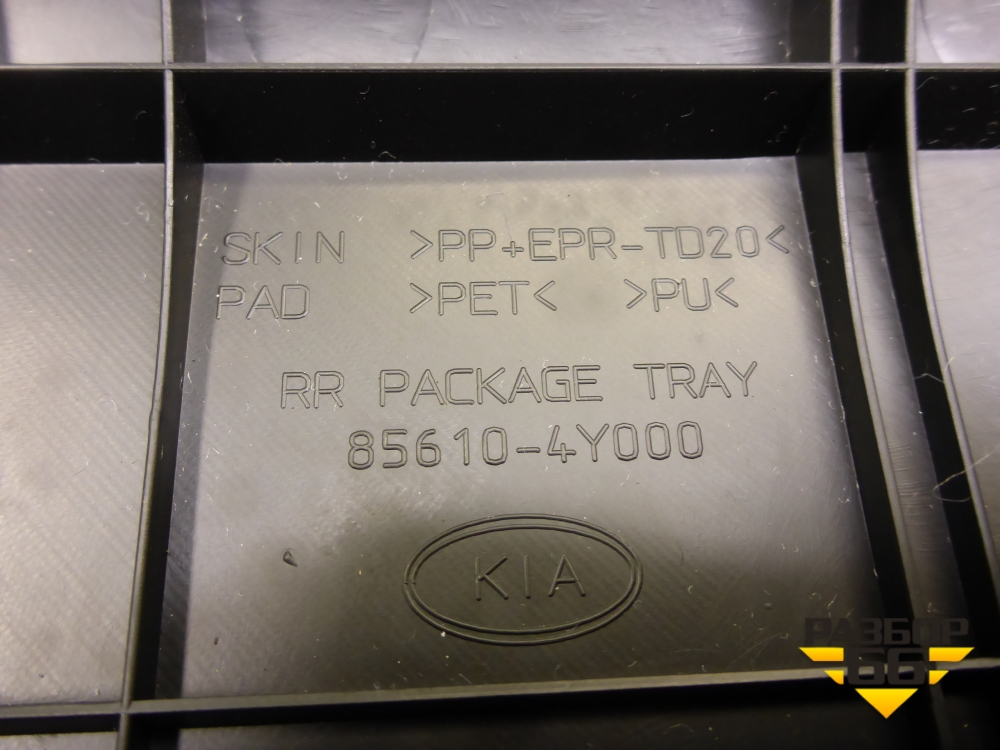 SKIN >PP+EPR-TD20<
PAD >PET< >PU<
RR PACKAGE TRAY
85610-4Y000
KIA
РАЗБОР
66